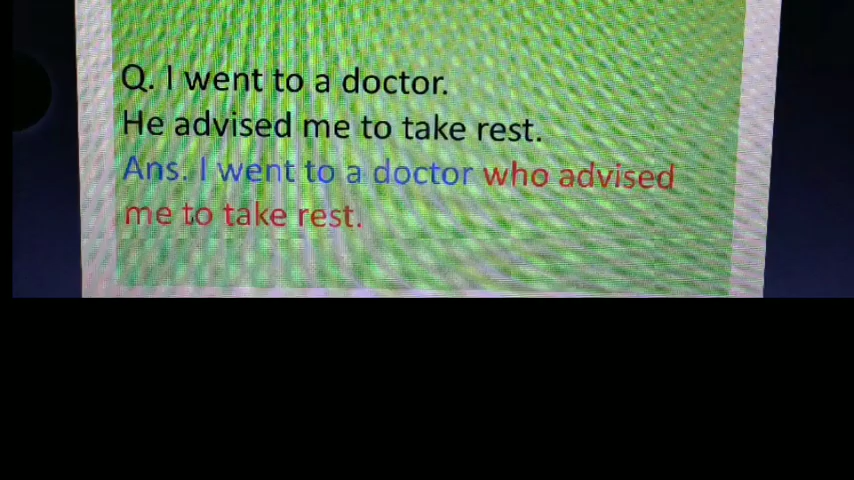 Q. I went to a doctor.
He advised me to take rest.
Ans. I went to a doctor who advised
me to take rest.